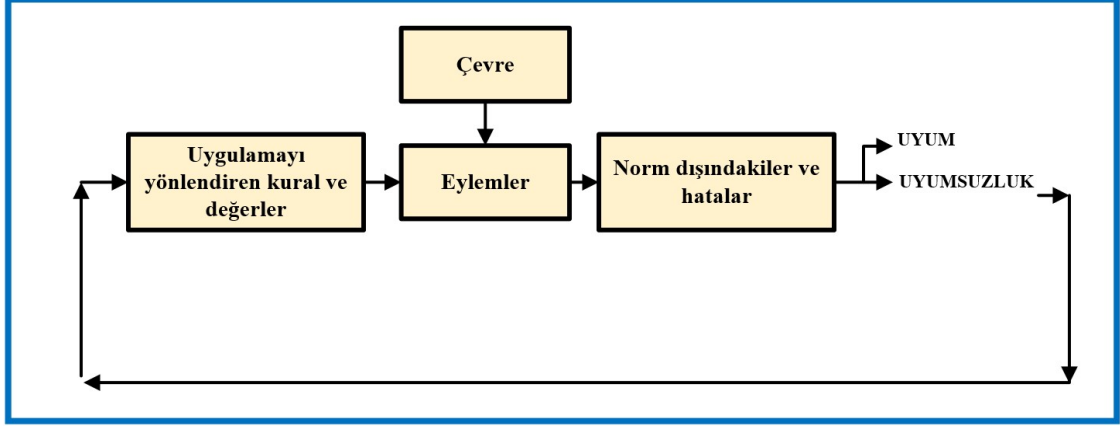 Çevre
Uygulamayı
yönlendiren kural ve
değerler
Eylemler
Norm dışındakiler ve
hatalar
UYUM
UYUMSUZLUK